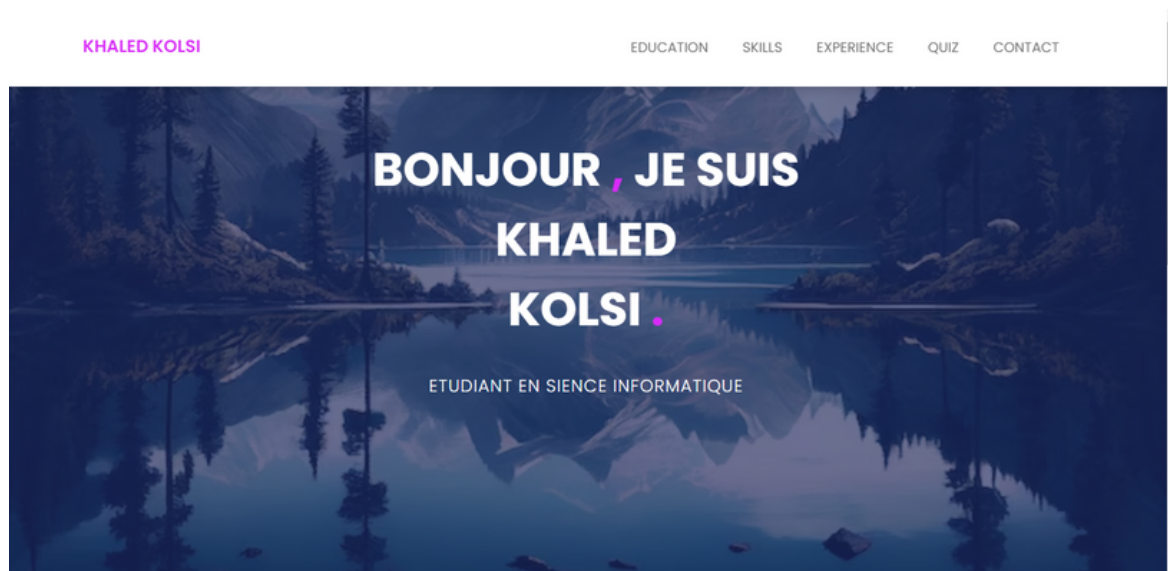 KHALED KOLSI
EDUCATION SKILLS EXPERIENCE QUIZ CONTACT
BONJOUR , JE SUIS
KHALED
KOLSI .
ETUDIANT EN SIENCE INFORMATIQUE